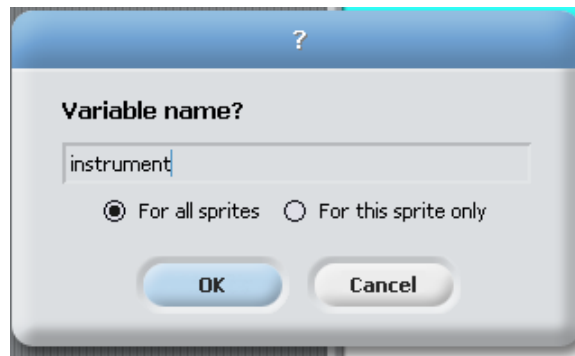 ?
Variable name?
instrument
For all sprites For this sprite only
OK Cancel